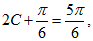 2C + π/6 = 5π/6,